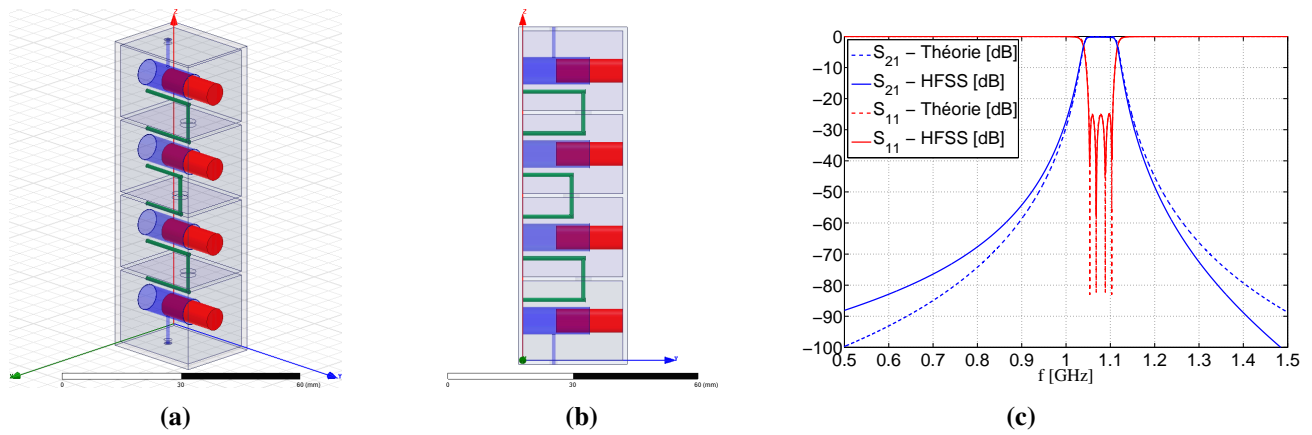 Z
X
Y
0
30
60 (mm)
(a)
Z
Y
0
30
60 (mm)
(b)
0
−10
−20
−30
−40
−50
−60
−70
−80
−90
−100
S21 − Théorie [dB]
S21 − HFSS [dB]
S11 − Théorie [dB]
S11 − HFSS [dB]
0.5 0.6 0.7 0.8 0.9 1 1.1 1.2 1.3 1.4 1.5
f [GHz]
(c)